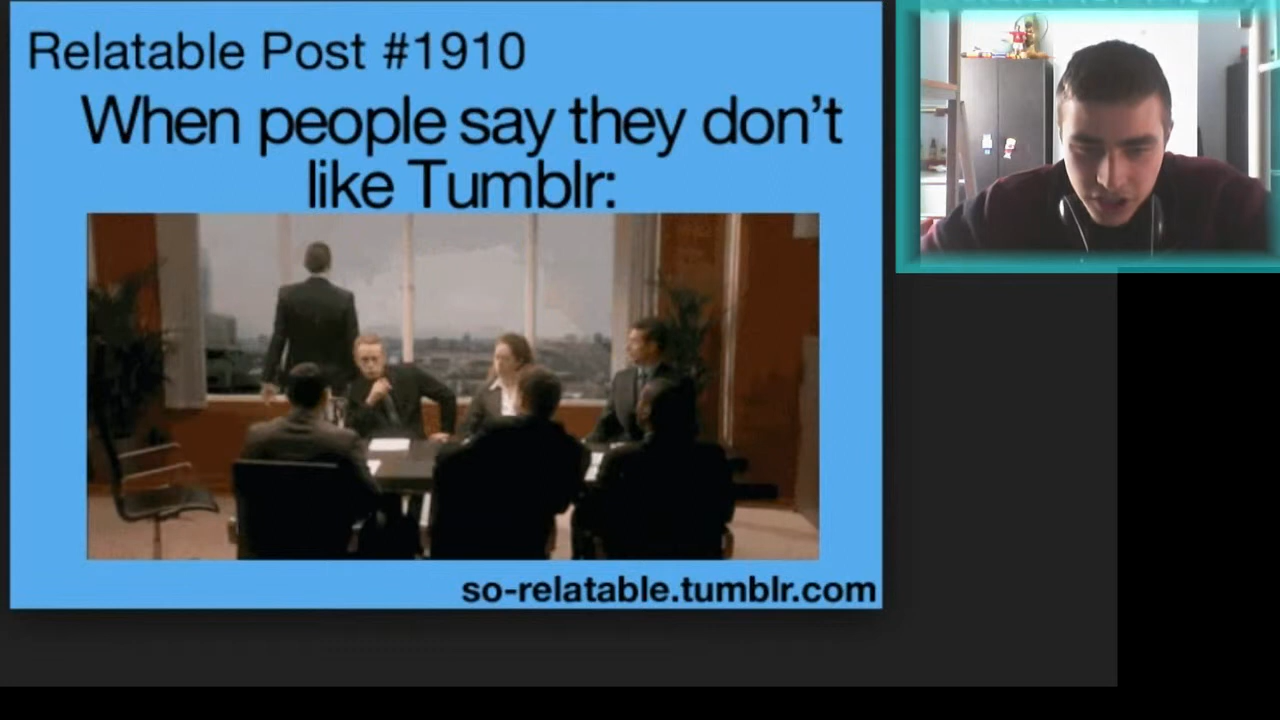 Relatable Post #1910
When people say they don't
like Tumblr:
so-relatable.tumblr.com